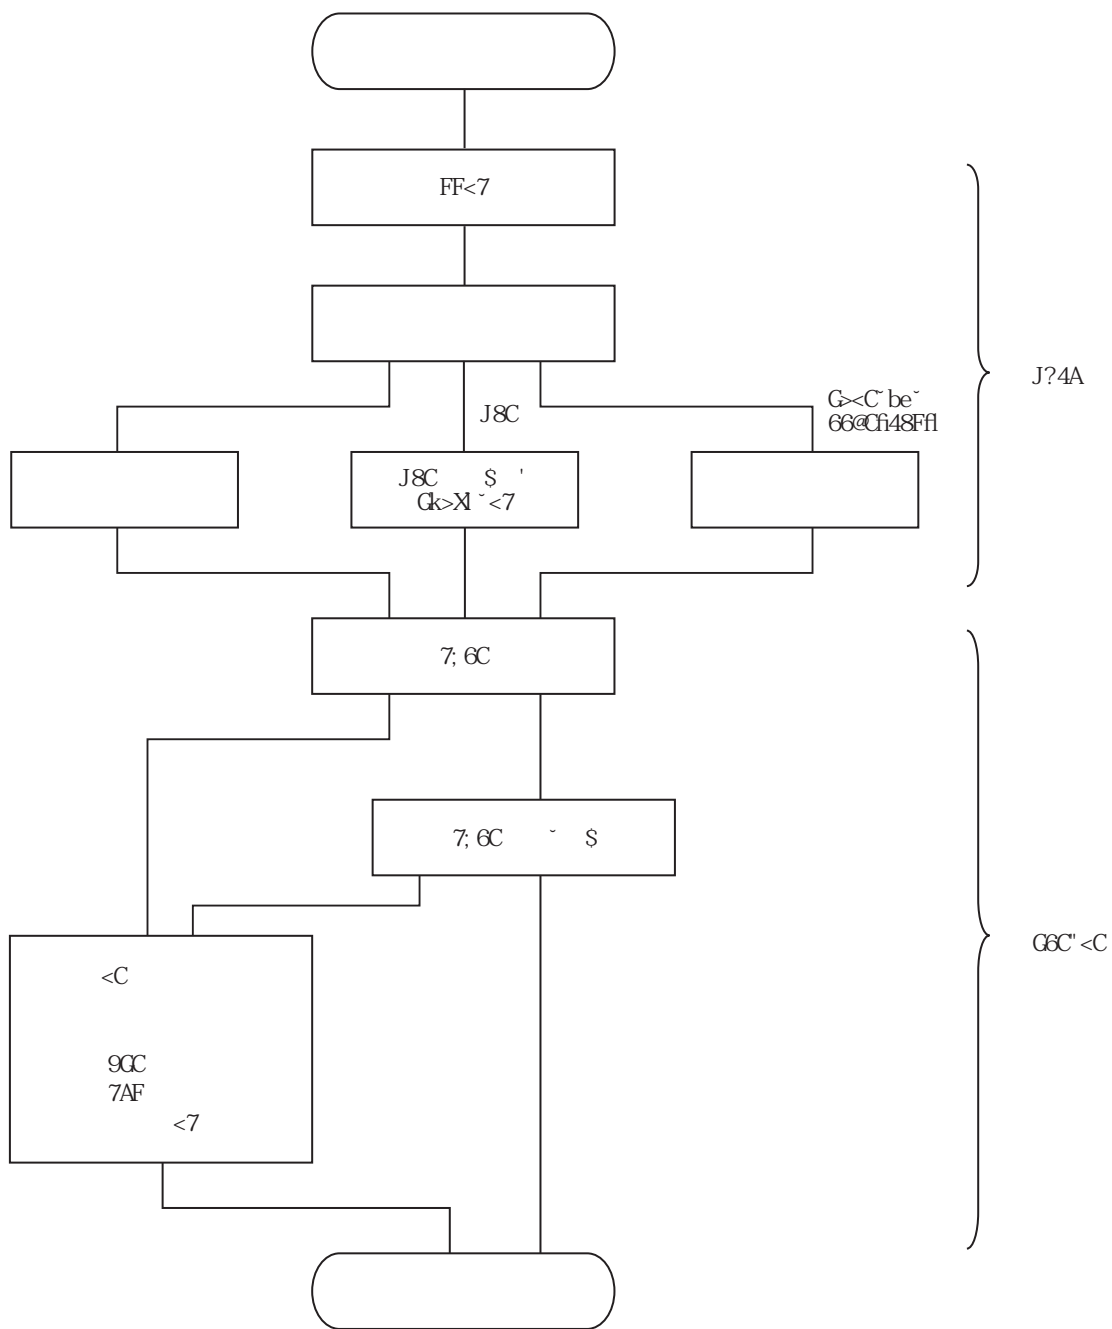 FF<7
J?4A
J8C
G><C˘be˘
66@Cfi48Ffl
J8C $ '
Gk>Xl ˘<7
7; 6C
7; 6C ˘ $
G6C"<C
<C
9GC
7AF
<7